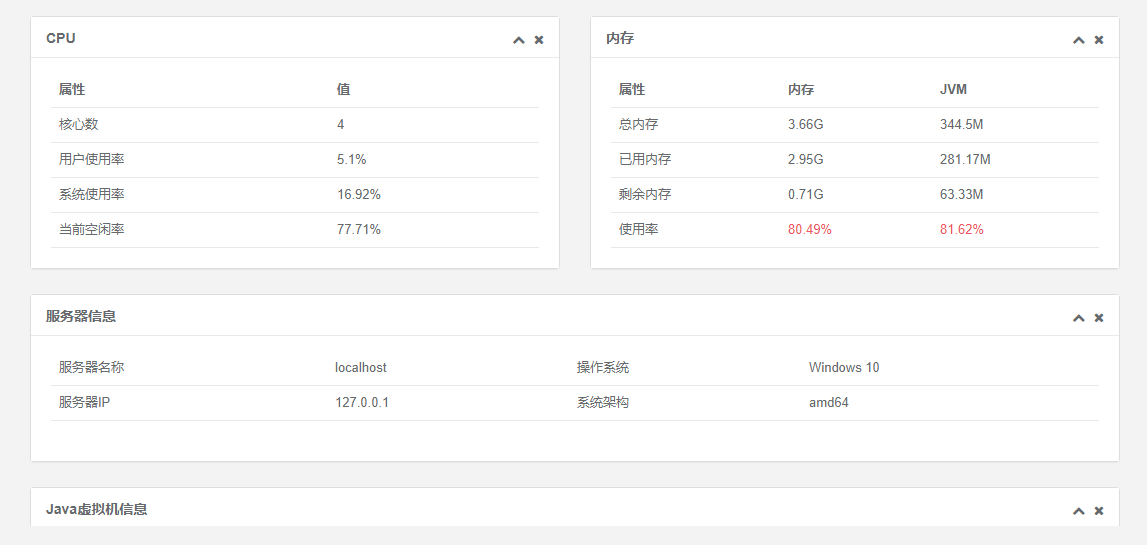 CPU
属性 值
核心数 4
用户使用率 5.1%
系统使用率 16.92%
当前空闲率 77.71%
内存
属性 内存 JVM
总内存 3.66G 344.5M
已用内存 2.95G 281.17M
剩余内存 0.71G 63.33M
使用率 80.49% 81.62%
服务器信息
服务器名称 localhost 操作系统 Windows 10
服务器IP 127.0.0.1 系统架构 amd64
Java虚拟机信息